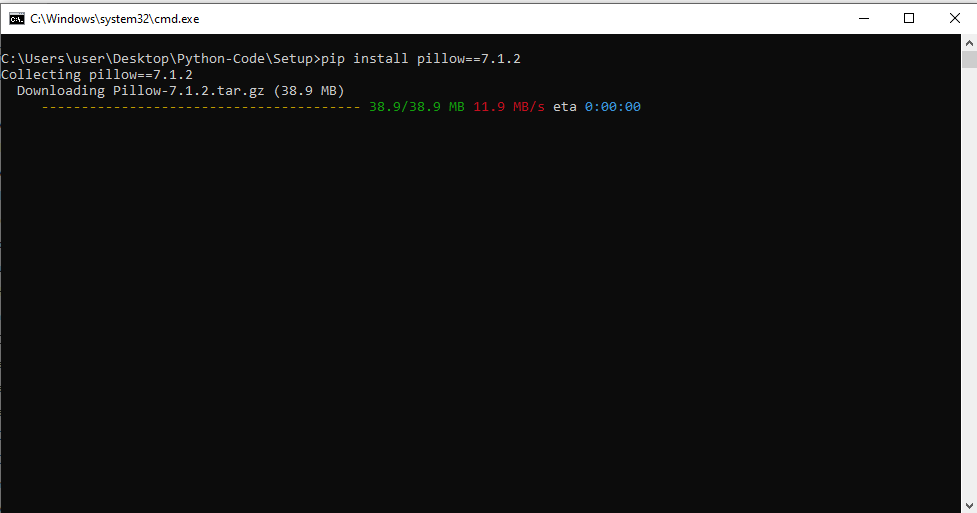 C:\Windows\system32\cmd.exe
C:\Users\user\Desktop\Python-Code\Setup>pip install pillow==7.1.2
Collecting pillow==7.1.2
  Downloading Pillow-7.1.2.tar.gz (38.9 MB)
     ---------------------------------------- 38.9/38.9 MB 11.9 MB/s eta 0:00:00